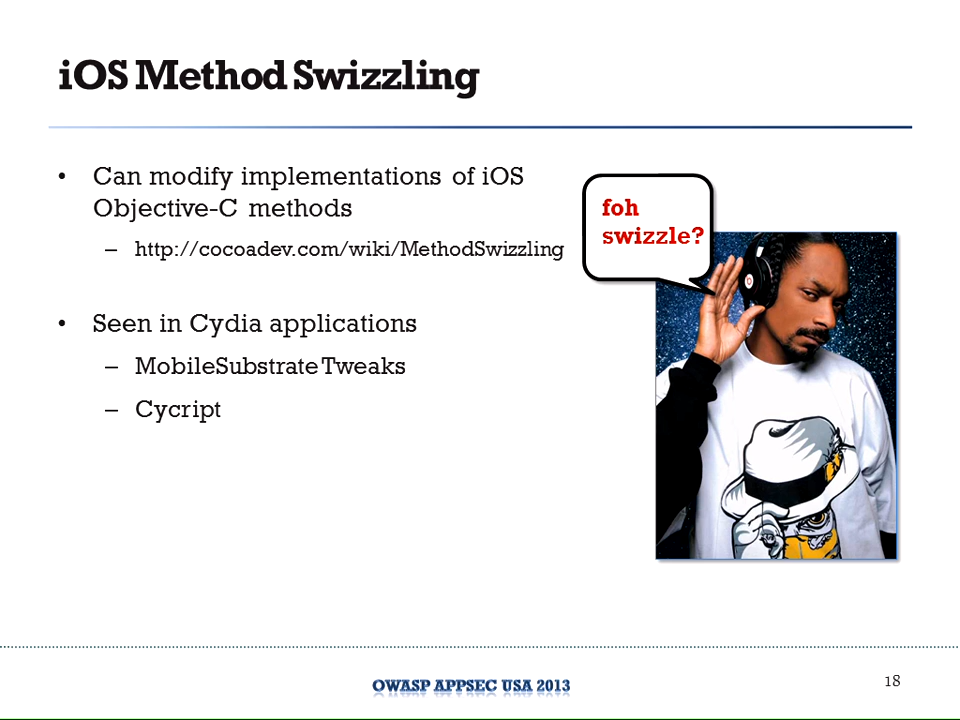 iOS Method Swizzling
• Can modify implementations of iOS
Objective-C methods
– http://cocoadev.com/wiki/MethodSwizzling
foh
swizzle?
• Seen in Cydia applications
– MobileSubstrate Tweaks
– Cycript
OWASP APPSEC USA 2013
18